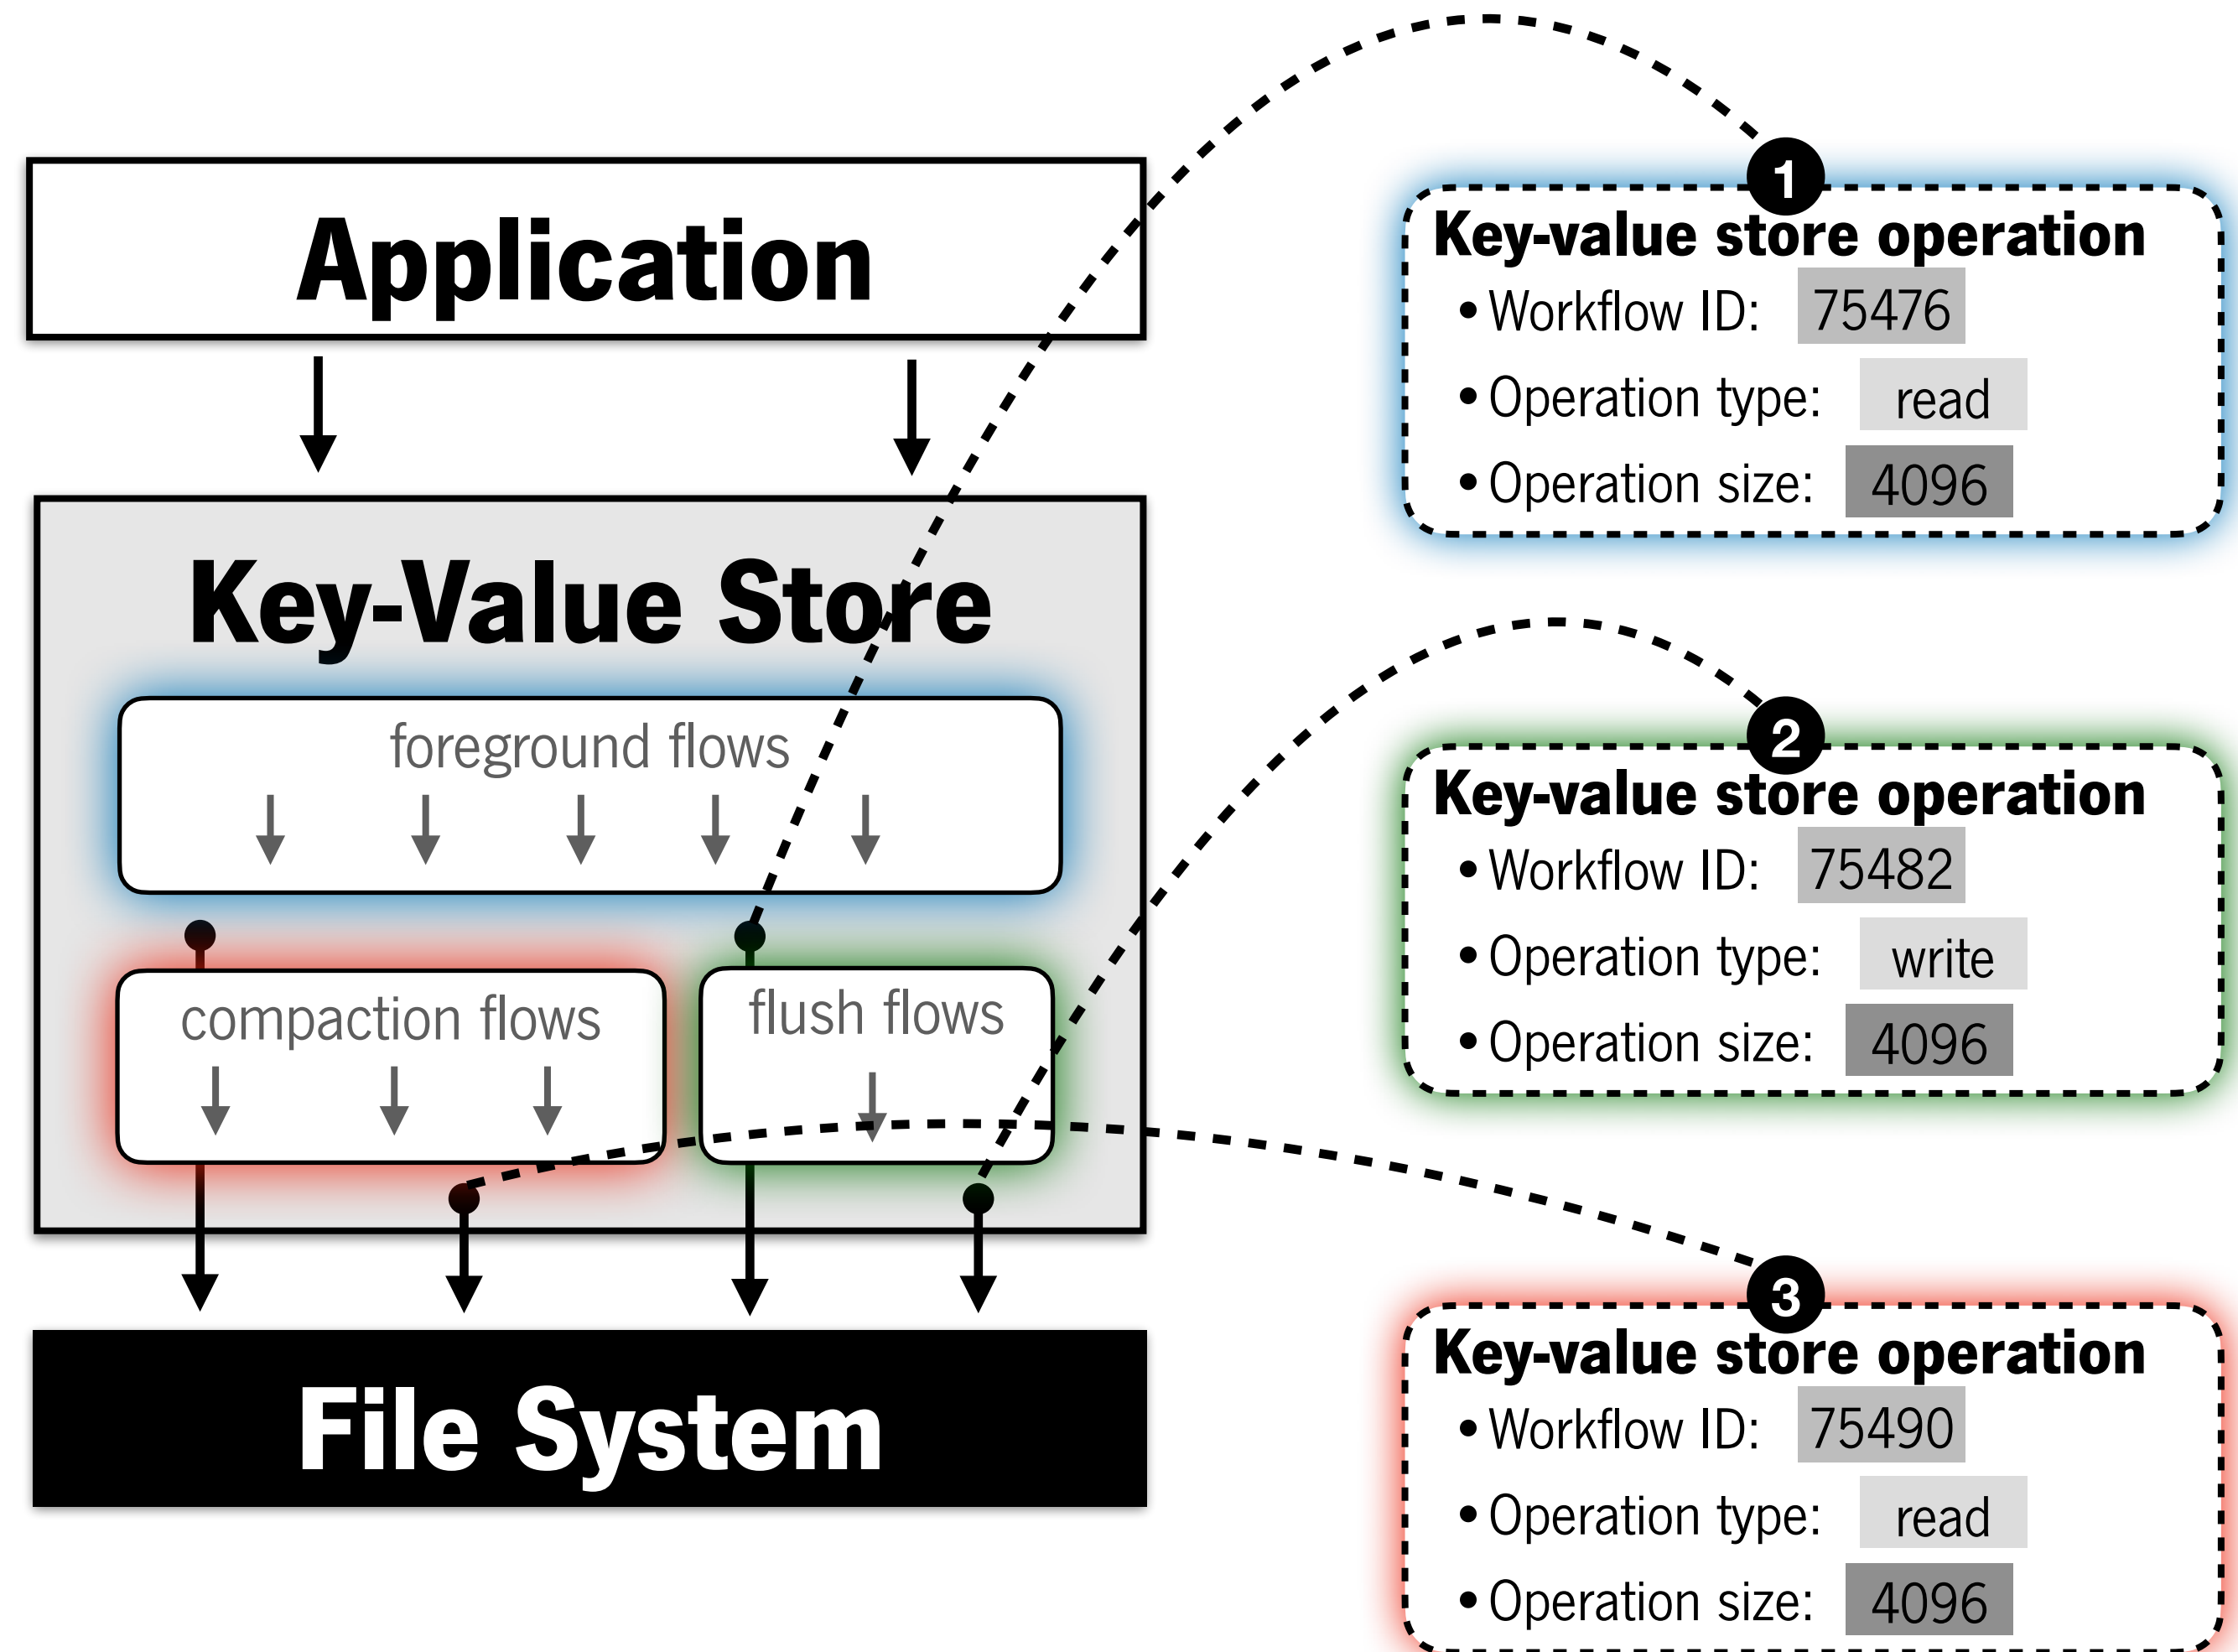 Application
Key-Value Store
foreground flows
compaction flows
flush flows
File System
1
Key-value store operation
• Workflow ID: 75476
• Operation type: read
• Operation size: 4096
2
Key-value store operation
• Workflow ID: 75482
• Operation type: write
• Operation size: 4096
3
Key-value store operation
• Workflow ID: 75490
• Operation type: read
• Operation size: 4096